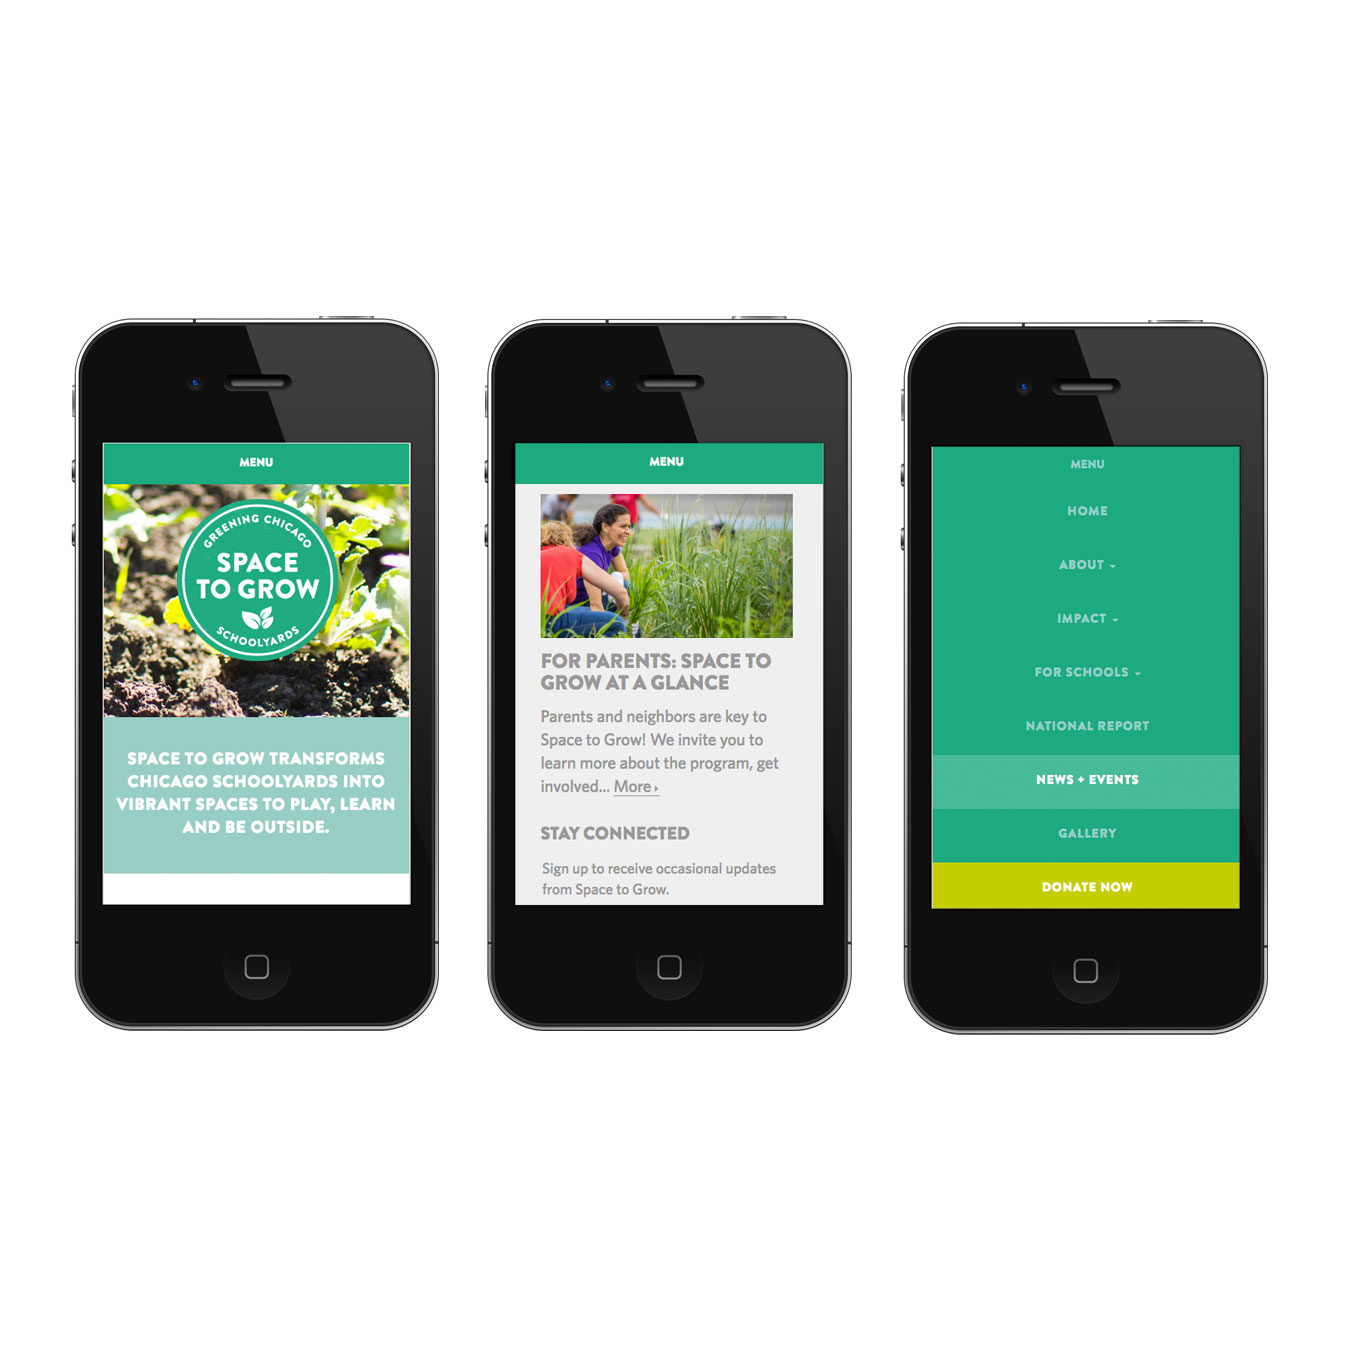 MENU
GREENING CHICAGO
SPACE
TO GROW
SCHOOLYARDS
SPACE TO GROW TRANSFORMS
CHICAGO SCHOOLYARDS INTO
VIBRANT SPACES TO PLAY, LEARN
AND BE OUTSIDE.
MENU
FOR PARENTS: SPACE TO
GROW AT A GLANCE
Parents and neighbors are key to
Space to Grow! We invite you to
learn more about the program, get
involved... More ›
STAY CONNECTED
Sign up to receive occasional updates
from Space to Grow.
MENU
HOME
ABOUT
IMPACT
FOR SCHOOLS
NATIONAL REPORT
NEWS + EVENTS
GALLERY
DONATE NOW